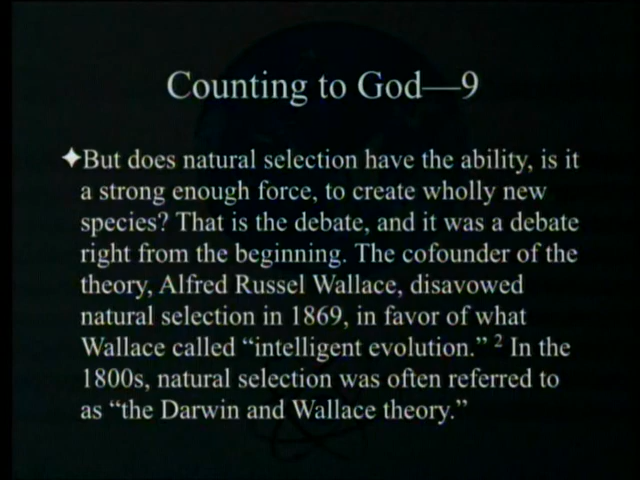 Counting to God—9
✦But does natural selection have the ability, is it
a strong enough force, to create wholly new
species? That is the debate, and it was a debate
right from the beginning. The cofounder of the
theory, Alfred Russel Wallace, disavowed
natural selection in 1869, in favor of what
Wallace called “intelligent evolution.” ² In the
1800s, natural selection was often referred to
as “the Darwin and Wallace theory.”